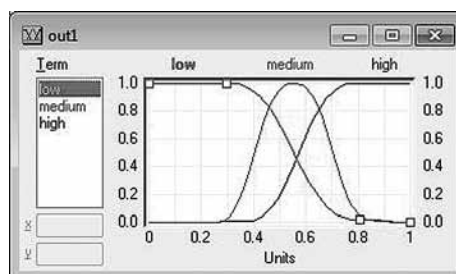 out1
Term
low
medium
high
low medium high
1.0 1.0
0.8 0.8
0.6 0.6
0.4 0.4
0.2 0.2
0.0 0.0
0 0.2 0.4 0.6 0.8 1
Units
x
y